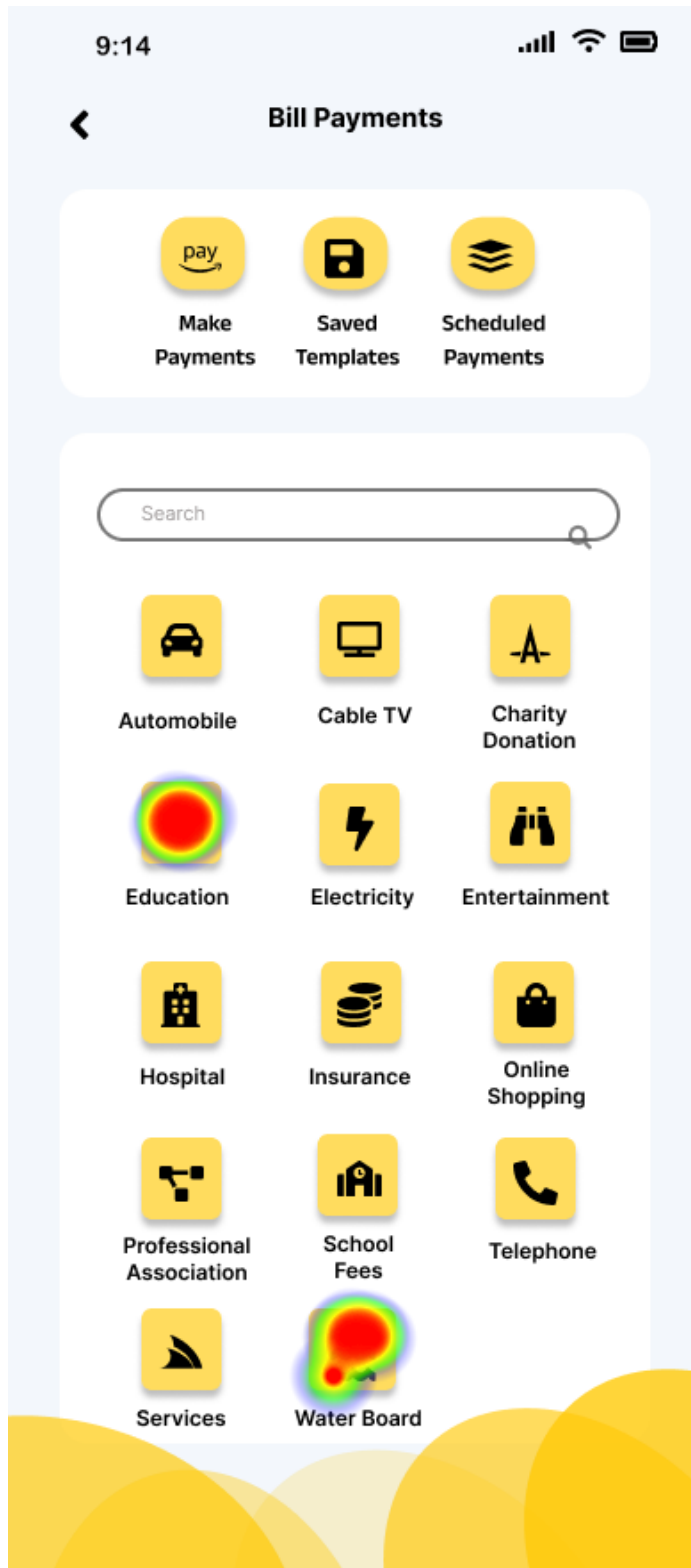 9:14
Bill Payments
pay
Make
Payments
Saved
Templates
Scheduled
Payments
Search
Automobile
Cable TV
Charity
Donation
Education
Electricity
Entertainment
Hospital
Insurance
Online
Shopping
Professional
Association
School
Fees
Telephone
Services
Water Board